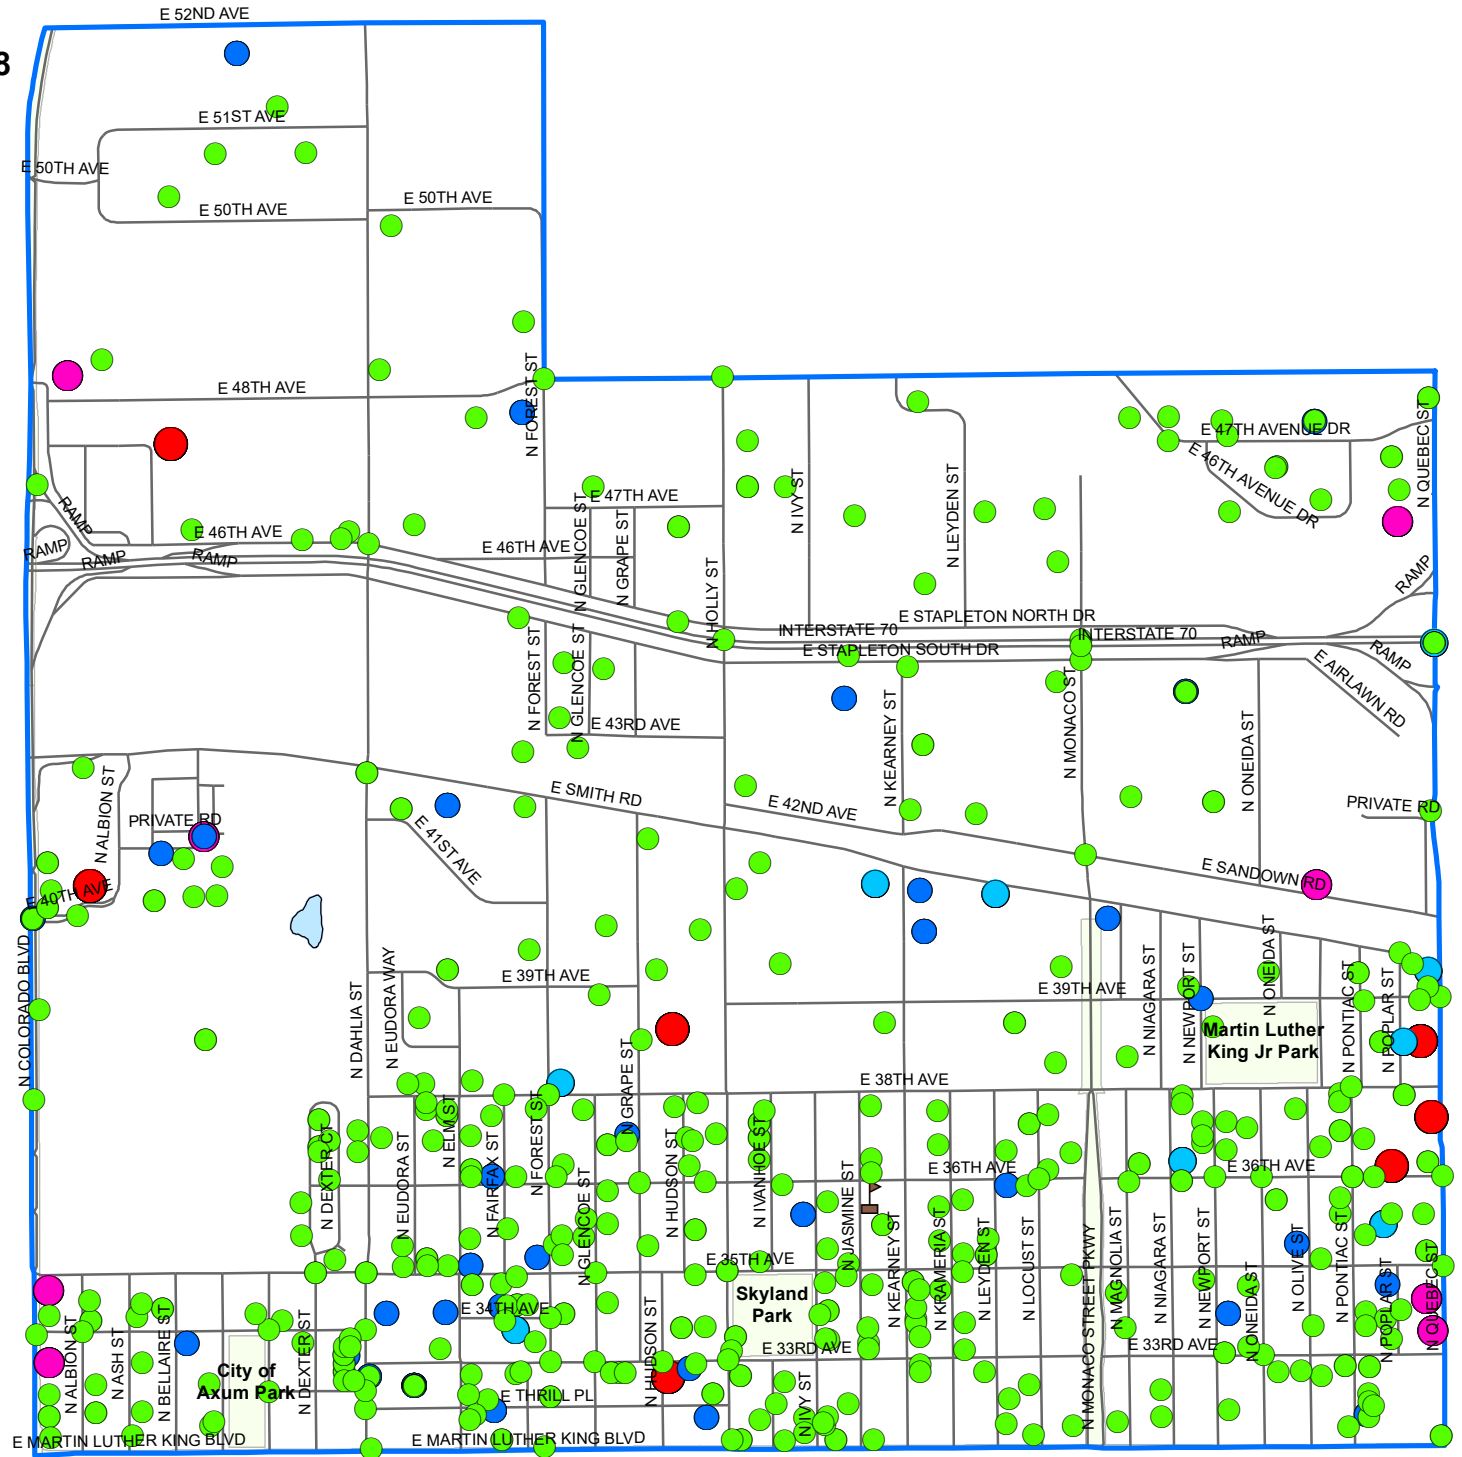 E 52ND AVE
8
E 51ST AVE
E 50TH AVE
E 50TH AVE
E 50TH AVE
E 48TH AVE
N FOREST ST
N QUEBEC ST
E 47TH AVENUE DR
E 46TH AVENUE DR
RAMP
E 47TH AVE
N IVY ST
N LEYDEN ST
N GLENCOE ST
N GRAPE ST
E 46TH AVE
E 46TH AVE
RAMP
RAMP
RAMP
RAMP
N HOLLY ST
E STAPLETON NORTH DR
INTERSTATE 70
INTERSTATE 70
RAMP
E STAPLETON SOUTH DR
RAMP
E AIRLAWN RD
N FOREST ST
N GLENCOE ST
E 43RD AVE
N KEARNEY ST
N MONACO ST
N ONEIDA ST
N ALBION ST
PRIVATE RD
E SMITH RD
E 42ND AVE
PRIVATE RD
E 41ST AVE
E SANDOWN RD
E 40TH AVE
N COLORADO BLVD
N DAHLIA ST
N EUDORA WAY
E 39TH AVE
E 39TH AVE
N NIAGARA ST
N NEWPORT ST
N ONEIDA ST
N PONTIAC ST
N POPLAR ST
Martin Luther
King Jr Park
N GRAPE ST
E 38TH AVE
N DEXTER CT
N EUDORA ST
N ELM ST
N FAIRFAX ST
N FOREST ST
N GLENCOE ST
N HUDSON ST
N IVANHOE ST
N JASMINE ST
E 36TH AVE
E 36TH AVE
N KEARNEY ST
N KRAMERIA ST
N LEYDEN ST
N LOCUST ST
N MONACO STREET PKWY
N MAGNOLIA ST
N NIAGARA ST
N NEWPORT ST
N ONEIDA ST
N OLIVE ST
N PONTIAC ST
N POPLAR ST
N QUEBEC ST
E 35TH AVE
Skyland
Park
E 34TH AVE
E 33RD AVE
E 33RD AVE
N ALBION ST
N ASH ST
N BELLAIRE ST
City of
Axum Park
N DEXTER ST
N HUDSON ST
E THRILL PL
N IVY ST
E MARTIN LUTHER KING BLVD
E MARTIN LUTHER KING BLVD